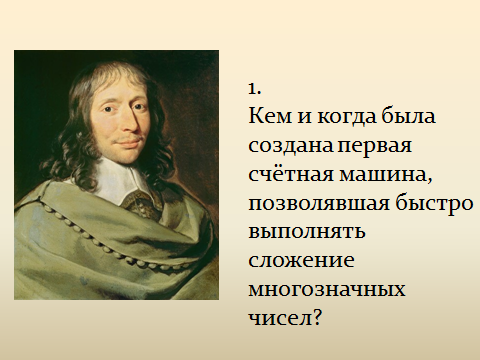 1.
Кем и когда была
создана первая
счётная машина,
позволявшая быстро
выполнять
сложение
многозначных
чисел?